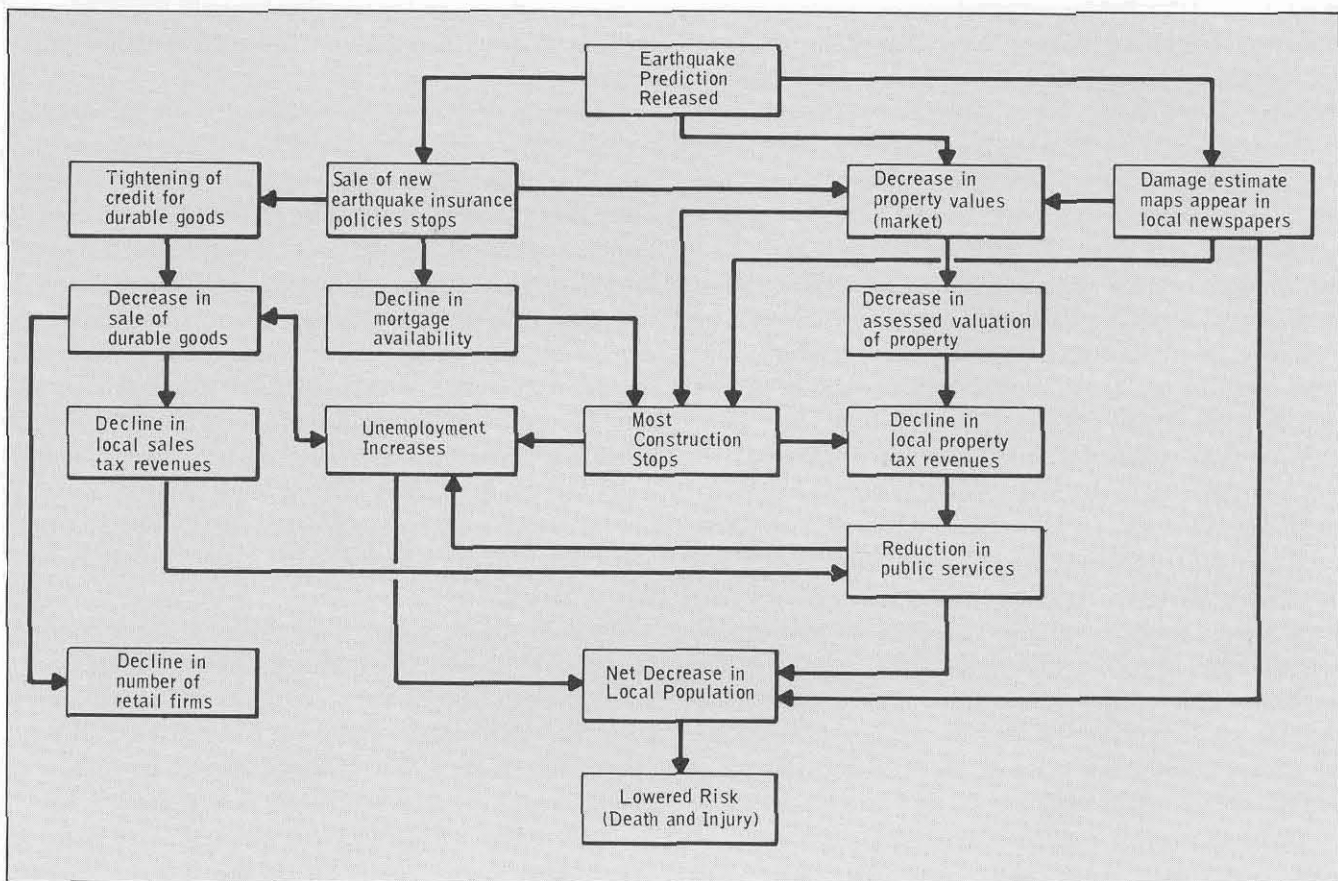 Earthquake
Prediction
Released
Tightening of
credit for
durable goods
Sale of new
earthquake insurance
policies stops
Decrease in
property values
(market)
Damage estimate
maps appear in
local newspapers
Decrease in
sale of
durable goods
Decline in
mortgage
availability
Decrease in
assessed valuation
of property
Decline in
local sales
tax revenues
Unemployment
Increases
Most
Construction
Stops
Decline in
local property
tax revenues
Reduction in
public services
Decline in
number of
retail firms
Net Decrease in
Local Population
Lowered Risk
(Death and Injury)